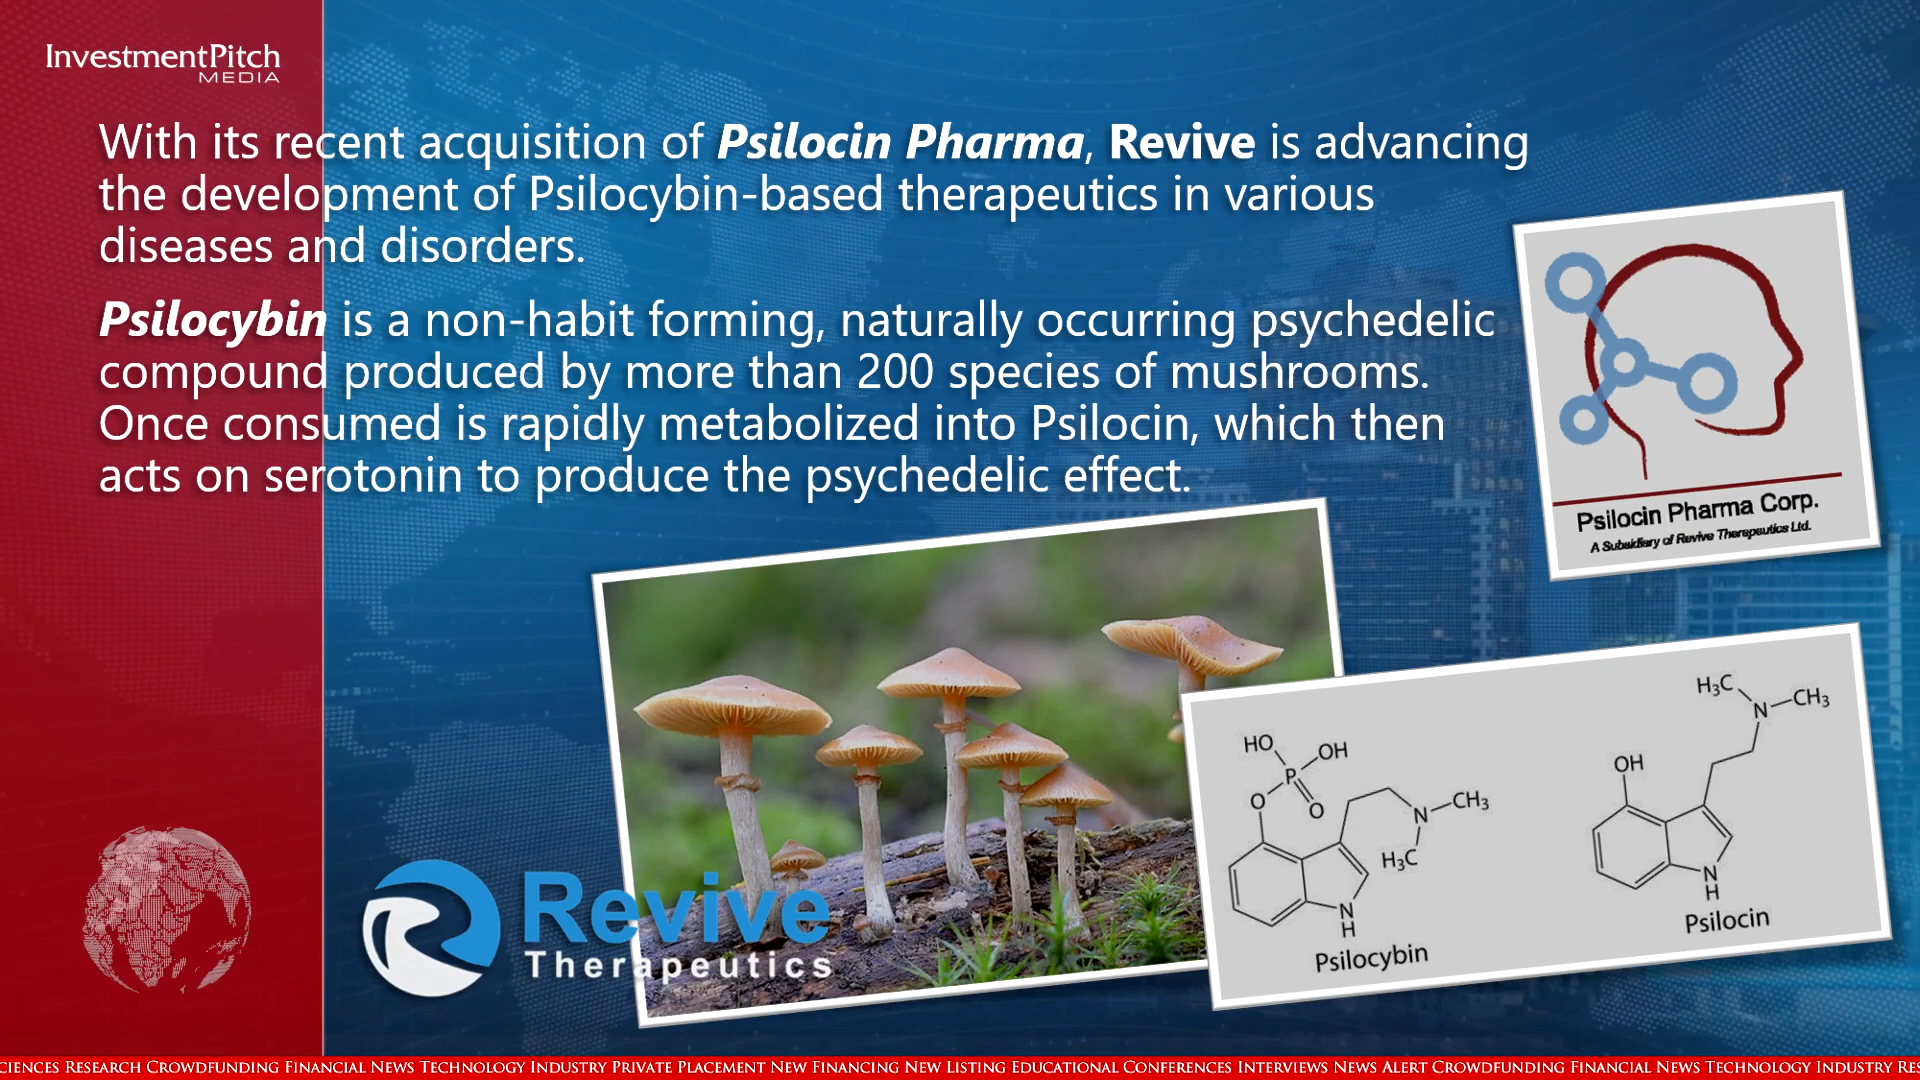 InvestmentPitch
MEDIA
With its recent acquisition of Psilocin Pharma, Revive is advancing
the development of Psilocybin-based therapeutics in various
diseases and disorders.
Psilocybin is a non-habit forming, naturally occurring psychedelic
compound produced by more than 200 species of mushrooms.
Once consumed is rapidly metabolized into Psilocin, which then
acts on serotonin to produce the psychedelic effect.
Psilocin Pharma Corp.
A Subsidiary of Revive Therapeutics Ltd.
HO
OH
P
O
O
N
CH3
H3C
N
H
Psilocybin
H3C
N
CH3
OH
N
H
Psilocin
Revive
Therapeutics
CIENCES RESEARCH CROWDFUNDING FINANCIAL NEWS TECHNOLOGY INDUSTRY PRIVATE PLACEMENT NEW FINANCING NEW LISTING EDUCATIONAL CONFERENCES INTERVIEWS NEWS ALERT CROWDFUNDING FINANCIAL NEWS TECHNOLOGY INDUSTRY RES